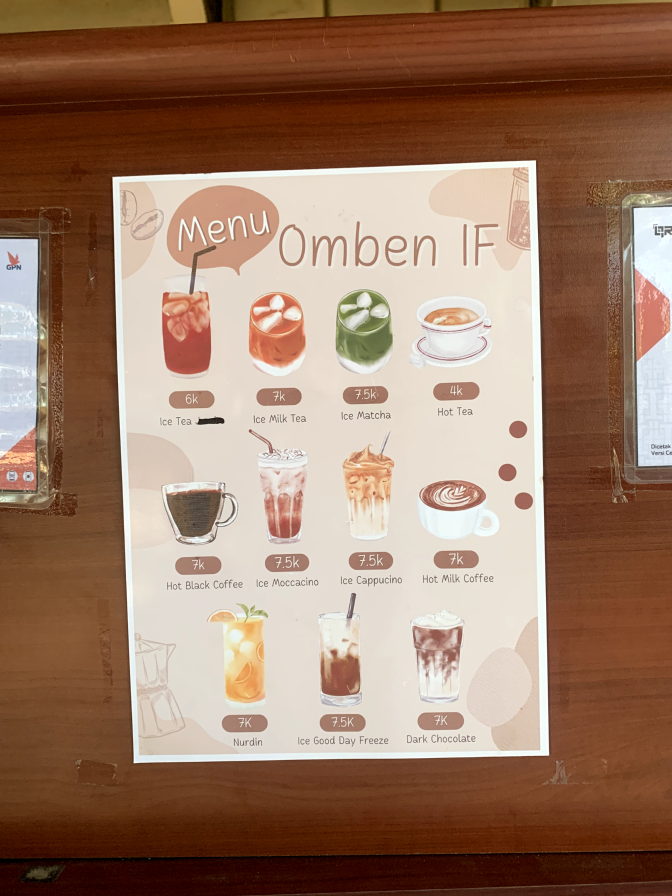 Menu
Omben IF
6k
7k
7.5k
4k
Ice Tea
Ice Milk Tea
Ice Matcha
Hot Tea
7k
7.5k
7.5k
7k
Hot Black Coffee
Ice Moccacino
Ice Cappucino
Hot Milk Coffee
7K
7.5K
7K
Nurdin
Ice Good Day Freeze
Dark Chocolate
GPN
Dicetak